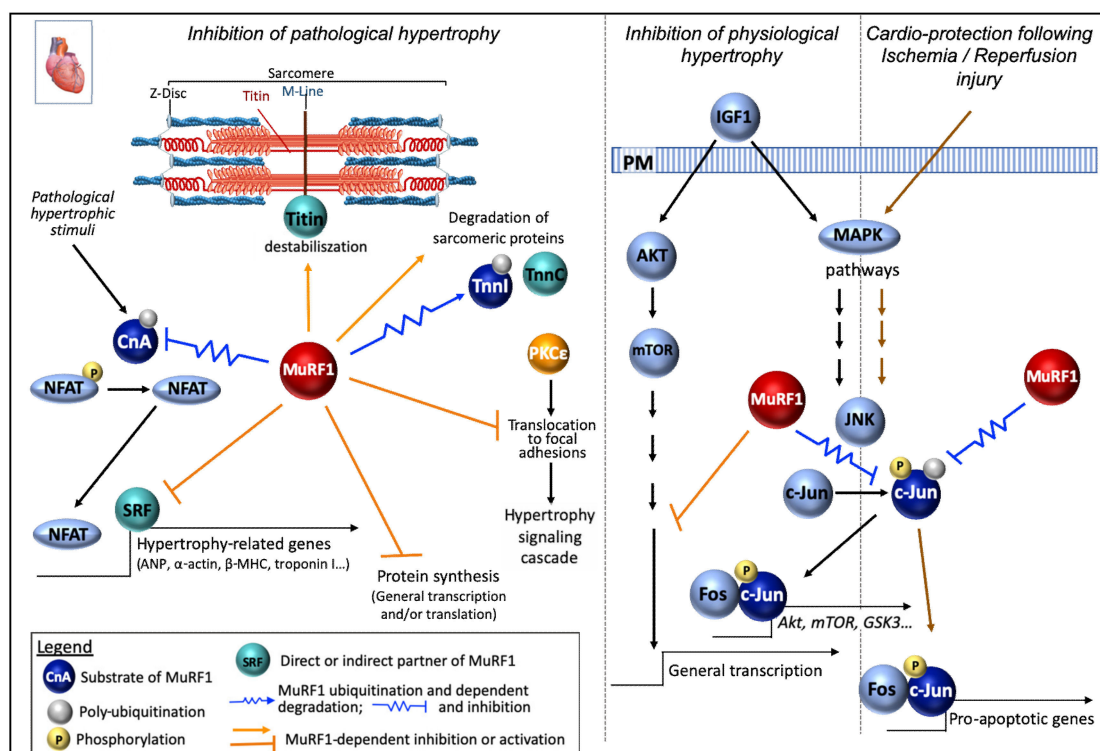 Inhibition of pathological hypertrophy
Sarcomere
Z-Disc
M-Line
Titin
Pathological
hypertrophic
stimuli
Titin
destabiliszation
Degradation of
sarcomeric proteins
TnnI
TnnC
CnA
P
NFAT
NFAT
MuRF1
PKCε
Translocation
to focal
adhesions
NFAT
SRF
Hypertrophy-related genes
(ANP, α-actin, β-MHC, troponin I...)
Hypertrophy
signaling
cascade
Protein synthesis
(General transcription
and/or translation)
Inhibition of physiological
hypertrophy
Cardio-protection following
Ischemia / Reperfusion
injury
IGF1
PM
AKT
MAPK
pathways
mTOR
MuRF1
MuRF1
JNK
P
c-Jun
c-Jun
P
Fos
c-Jun
Akt, mTOR, GSK3...
General transcription
P
Fos
c-Jun
Pro-apoptotic genes
Legend
CnA
Substrate of MuRF1
Poly-ubiquitination
P
Phosphorylation
SRF
Direct or indirect partner of MuRF1
MuRF1 ubiquitination and dependent
degradation;
and inhibition
MuRF1-dependent inhibition or activation